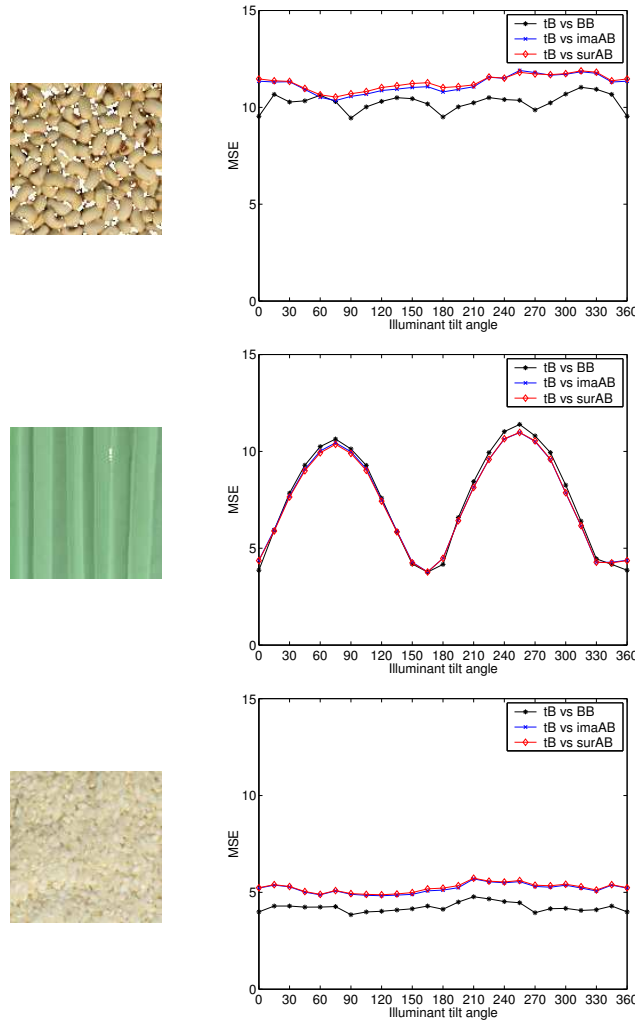 15
10
5
0
MSE
tB vs BB
tB vs imaAB
tB vs surAB
0 30 60 90 120 150 180 210 240 270 300 330 360
Illuminant tilt angle
15
10
5
0
MSE
tB vs BB
tB vs imaAB
tB vs surAB
0 30 60 90 120 150 180 210 240 270 300 330 360
Illuminant tilt angle
15
10
5
0
MSE
tB vs BB
tB vs imaAB
tB vs surAB
0 30 60 90 120 150 180 210 240 270 300 330 360
Illuminant tilt angle